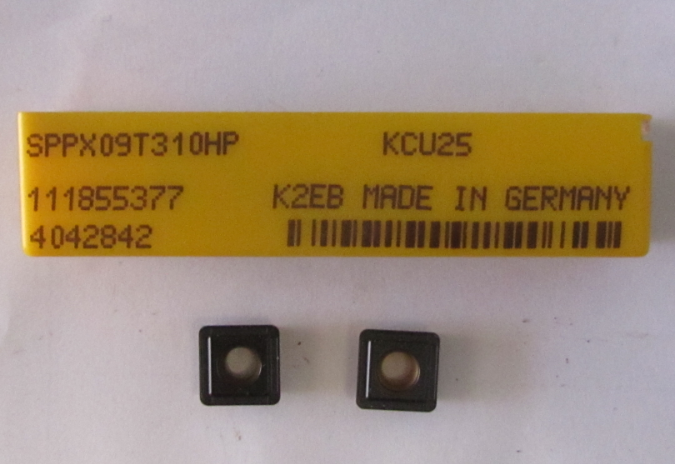 SPPX09T310HP KCU25
111855377 K2EB MADE IN GERMANY
4042842